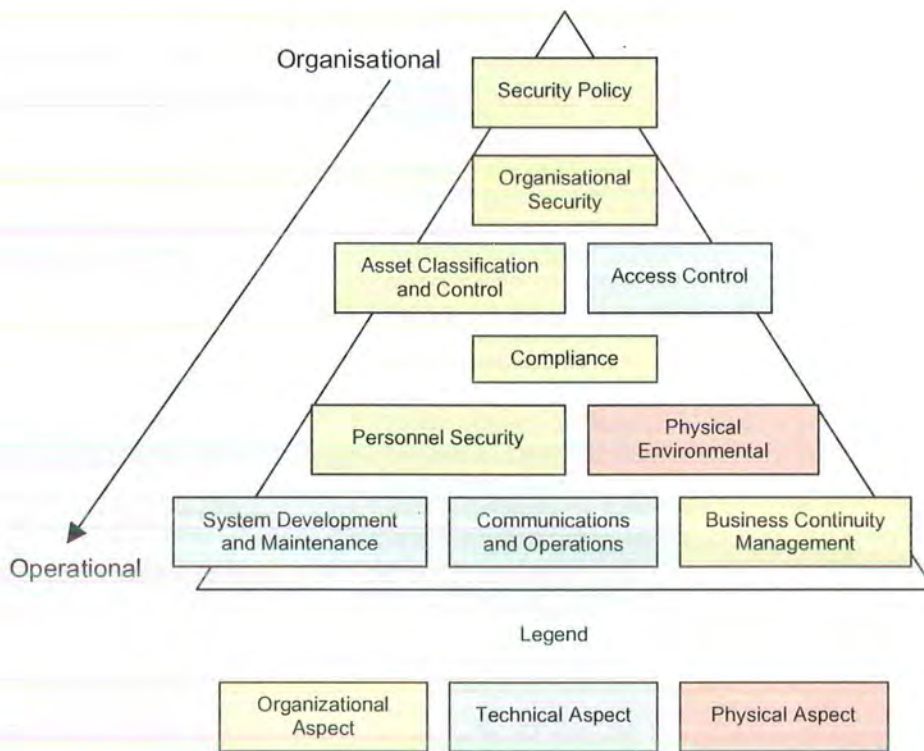 Organisational
Security Policy
Organisational
Security
Asset Classification
and Control
Access Control
Compliance
Personnel Security
Physical
Environmental
System Development
and Maintenance
Communications
and Operations
Business Continuity
Management
Operational
Legend
Organizational
Aspect
Technical Aspect
Physical Aspect